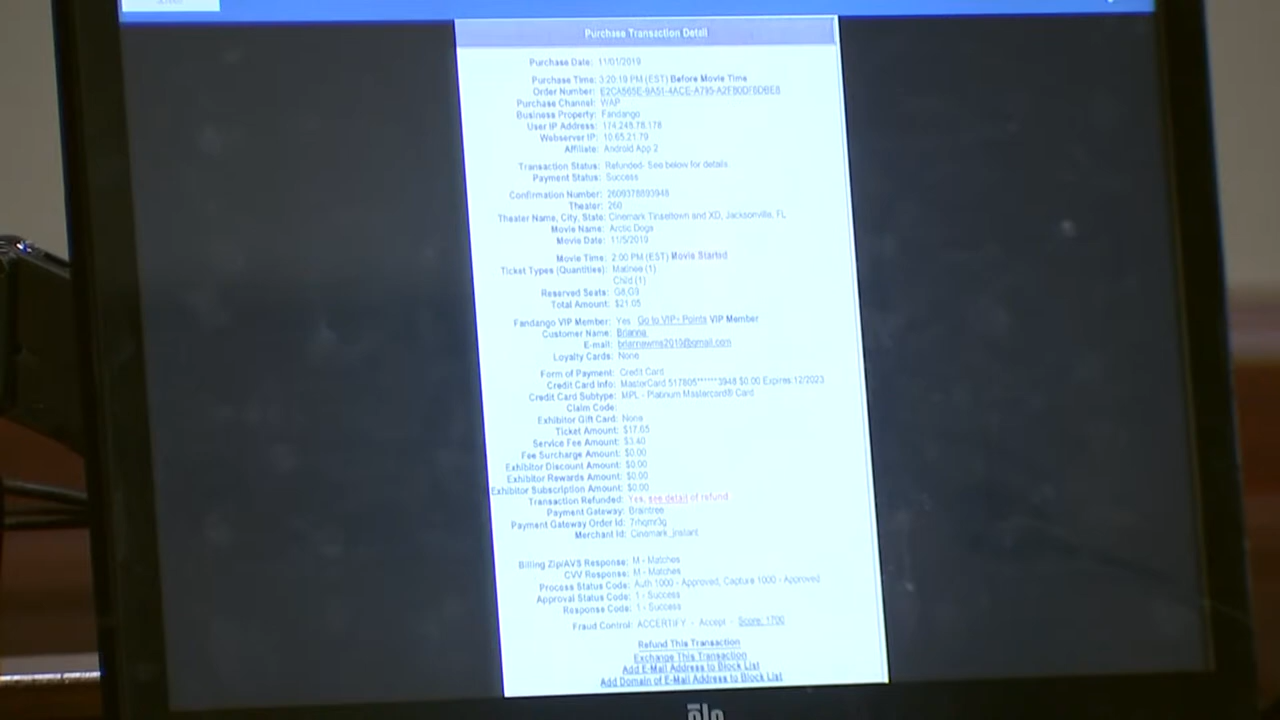 Purchase Transaction Detail
Purchase Date: 11/01/2019
Purchase Time: 3:20:19 PM (EST) Before Movie Time
Order Number:
Purchase Channel: WAP
Business Property: Fandango
User IP Address: 174.245.78.178
Webserver IP: 10.65.21.79
Affiliate: Android App 2
Transaction Status: Refunded- See below for details.
Payment Status: Success
Confirmation Number: 2609378893948
Theater: 260
Theater Name, City, State: Cinemark Tinseltown and XD, Jacksonville, FL
Movie Name: Arctic Dogs
Movie Date: 11/5/2019
Movie Time: 2:00 PM (EST) Movie Started
Ticket Types (Quantities): Matinee (1)
Child (1)
Reserved Seats: G8,G9
Total Amount: $21.05
Fandango VIP Member: Yes Go to VIP- Points VIP Member
Customer Name: Brianna
E-mail:
Loyalty Cards: None
Form of Payment: Credit Card
Credit Card Info: MasterCard 517805******3948 $0.00 Expires:12/2023
Credit Card Subtype: MPL - Platinum Mastercard® Card
Claim Code:
Exhibitor Gift Card: None
Ticket Amount: $17.65
Service Fee Amount: $3.40
Fee Surcharge Amount: $0.00
Exhibitor Discount Amount: $0.00
Exhibitor Rewards Amount: $0.00
Exhibitor Subscription Amount: $0.00
Transaction Refunded: Yes, see detail of refund
Payment Gateway: Braintree
Payment Gateway Order Id: 7rhqmr3g
Merchant Id: Cinemark_instant
Billing Zip/AVS Response: M - Matches
CVV Response: M - Matches
Process Status Code: Auth 1000 - Approved, Capture 1000 - Approved
Approval Status Code: 1 - Success
Response Code: 1 - Success
Fraud Control: ACCERTIFY - Accept - Score: 1700
Refund This Transaction
Exchange This Transaction
Add E-Mail Address to Block List
Add Domain of E-Mail Address to Block List
elo